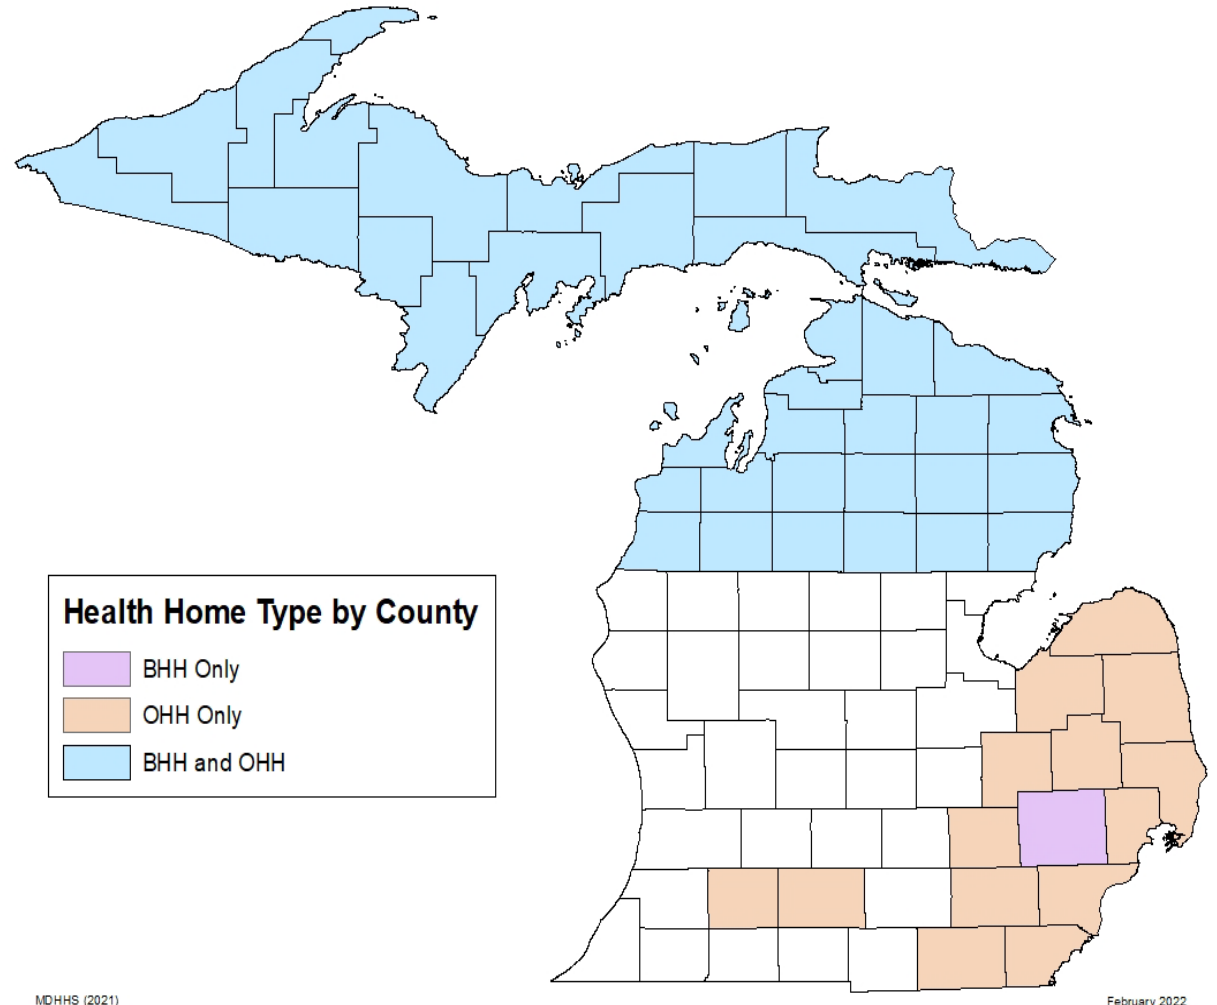 Health Home Type by County
BHH Only
OHH Only
BHH and OHH
MDHHS (2021)
February 2022